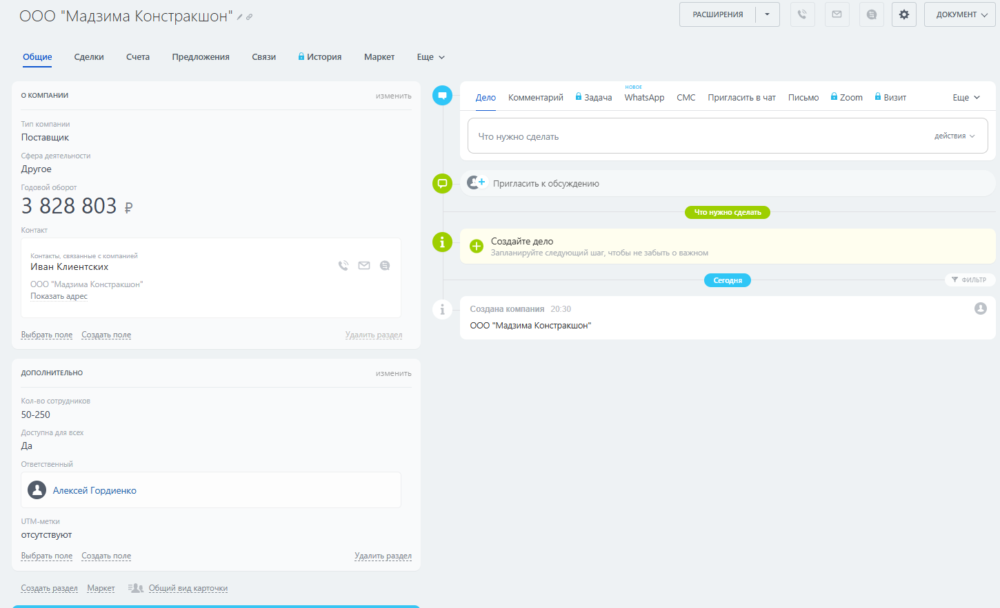 ООО "Мадзима Констракшон"
РАСШИРЕНИЯ
ДОКУМЕНТ
Общие Сделки Счета Предложения Связи История Маркет Еще
О КОМПАНИИ
изменить
Тип компании
Поставщик
Сфера деятельности
Другое
Годовой оборот
3 828 803 ₽
Контакт
Контакты, связанные с компанией
Иван Клиентских
ООО "Мадзима Констракшон"
Показать адрес
Выбрать поле Создать поле Удалить раздел
ДОПОЛНИТЕЛЬНО
изменить
Кол-во сотрудников
50-250
Доступна для всех
Да
Ответственный
Алексей Гордиенко
UTM-метки
отсутствуют
Выбрать поле Создать поле Удалить раздел
Создать раздел Маркет Общий вид карточки
НОВОЕ
Дело Комментарий Задача WhatsApp СМС Пригласить в чат Письмо Zoom Визит Еще
Что нужно сделать
действия
Пригласить к обсуждению
Что нужно сделать
Создайте дело
Запланируйте следующий шаг, чтобы не забыть о важном
Сегодня
ФИЛЬТР
Создана компания 20:30
ООО "Мадзима Констракшон"